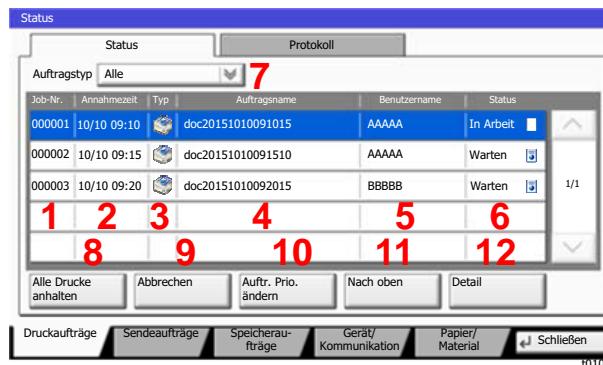 Status
Status Protokoll
Auftragstyp Alle 7
Job-Nr. Annahmezeit Typ Auftragsname Benutzername Status
000001 10/10 09:10 doc20151010091015 AAAAA In Arbeit
000002 10/10 09:15 doc20151010091510 AAAAA Warten
000003 10/10 09:20 doc20151010092015 BBBBB Warten 1/1
1 2 3 4 5 6
8 9 10 11 12
Alle Drucke anhalten Abbrechen Auftr. Prio. ändern Nach oben Detail
Druckaufträge Sendeaufträge Speicherau-
fträge Gerät/
Kommunikation Papier/
Material Schließen